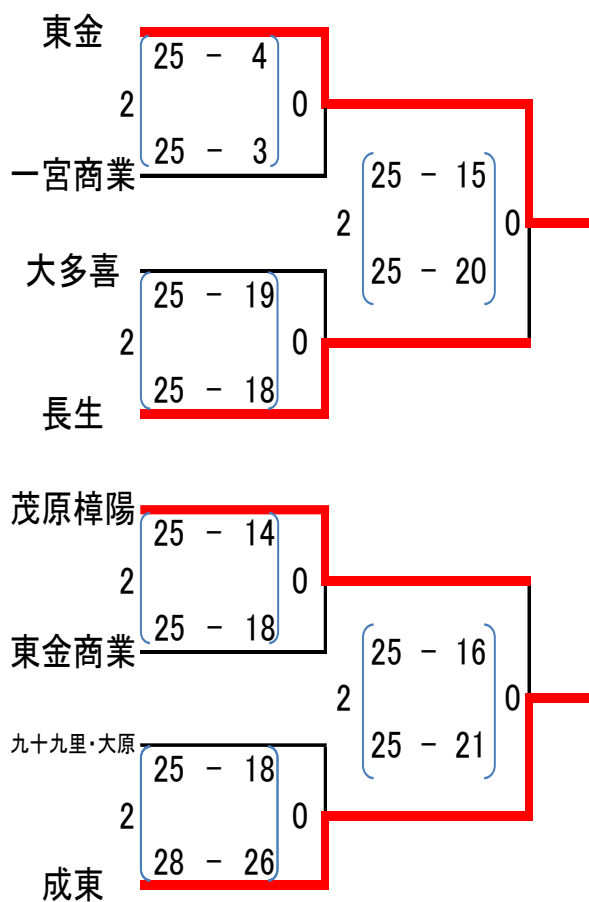 東金
25 － 4
2 0
25 － 3
一宮商業
25 － 15
2 0
25 － 20
大多喜
25 － 19
2 0
25 － 18
長生
茂原樟陽
25 － 14
2 0
25 － 18
東金商業
25 － 16
2 0
25 － 21
九十九里・大原
25 － 18
2 0
28 － 26
成東